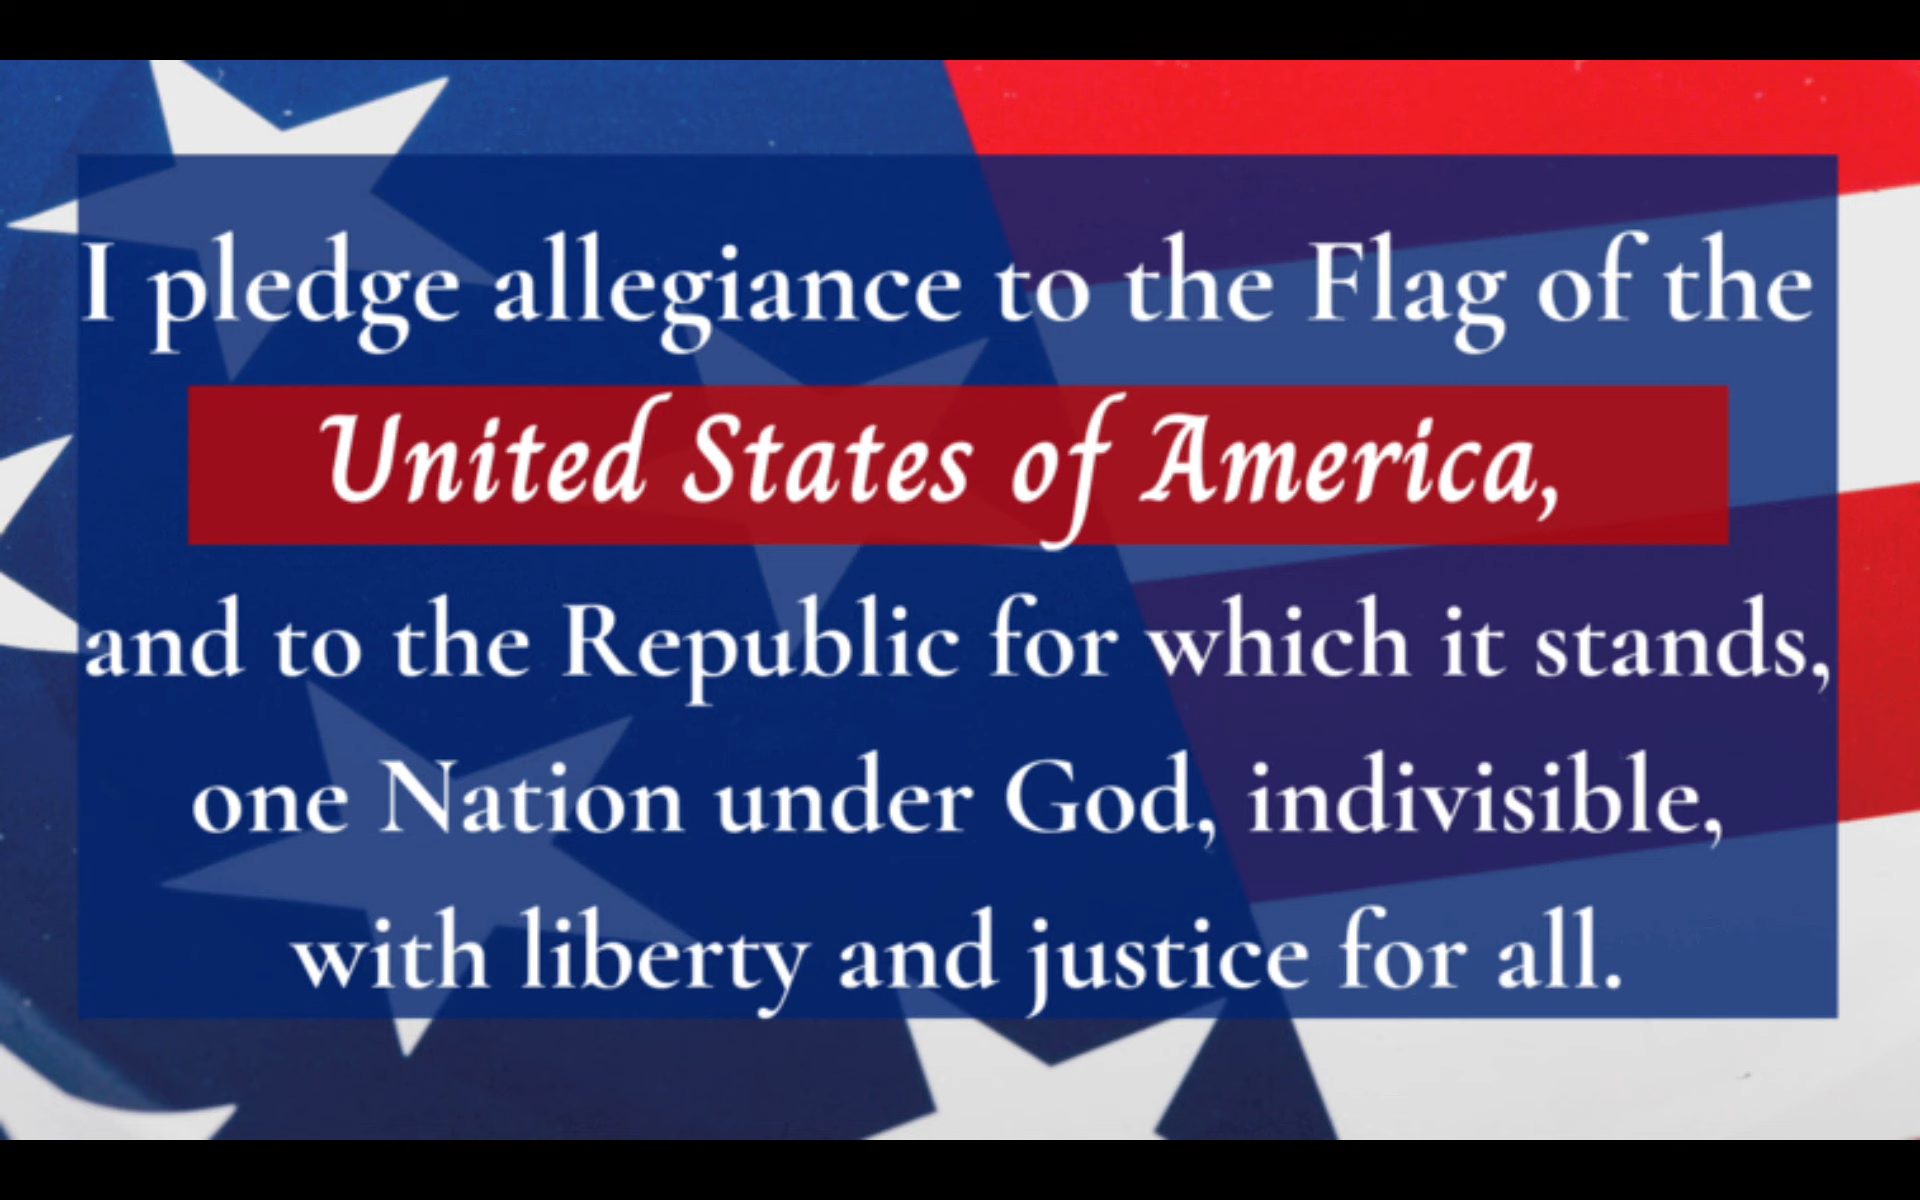 I pledge allegiance to the Flag of the
United States of America,
and to the Republic for which it stands,
one Nation under God, indivisible,
with liberty and justice for all.